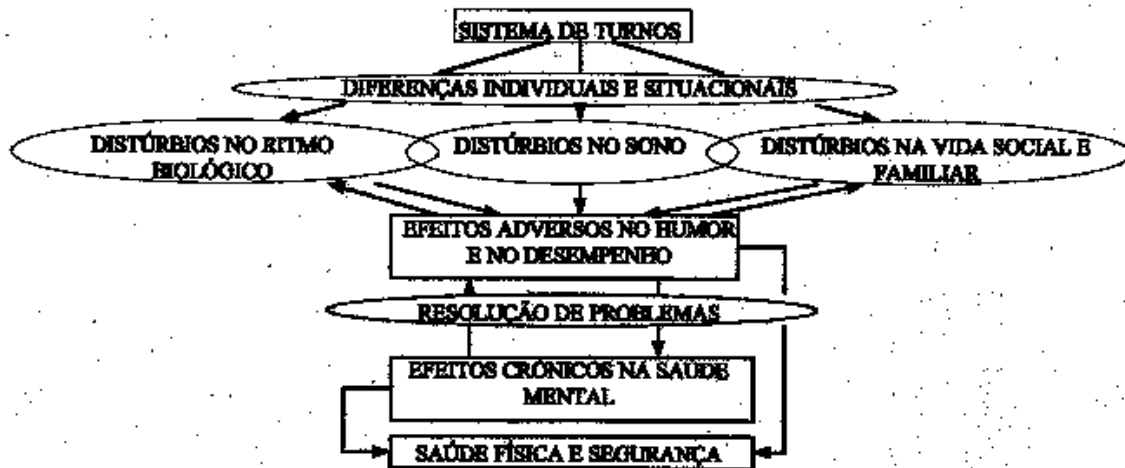 SISTEMA DE TURNOS
DIFERENÇAS INDIVIDUAIS E SITUACIONAIS
DISTÚRBIOS NO RITMO
BIOLÓGICO
DISTÚRBIOS NO SONO
DISTÚRBIOS NA VIDA SOCIAL E
FAMILIAR
EFEITOS ADVERSOS NO HUMOR
E NO DESEMPENHO
RESOLUÇÃO DE PROBLEMAS
EFEITOS CRÓNICOS NA SAÚDE
MENTAL
SAÚDE FÍSICA E SEGURANÇA